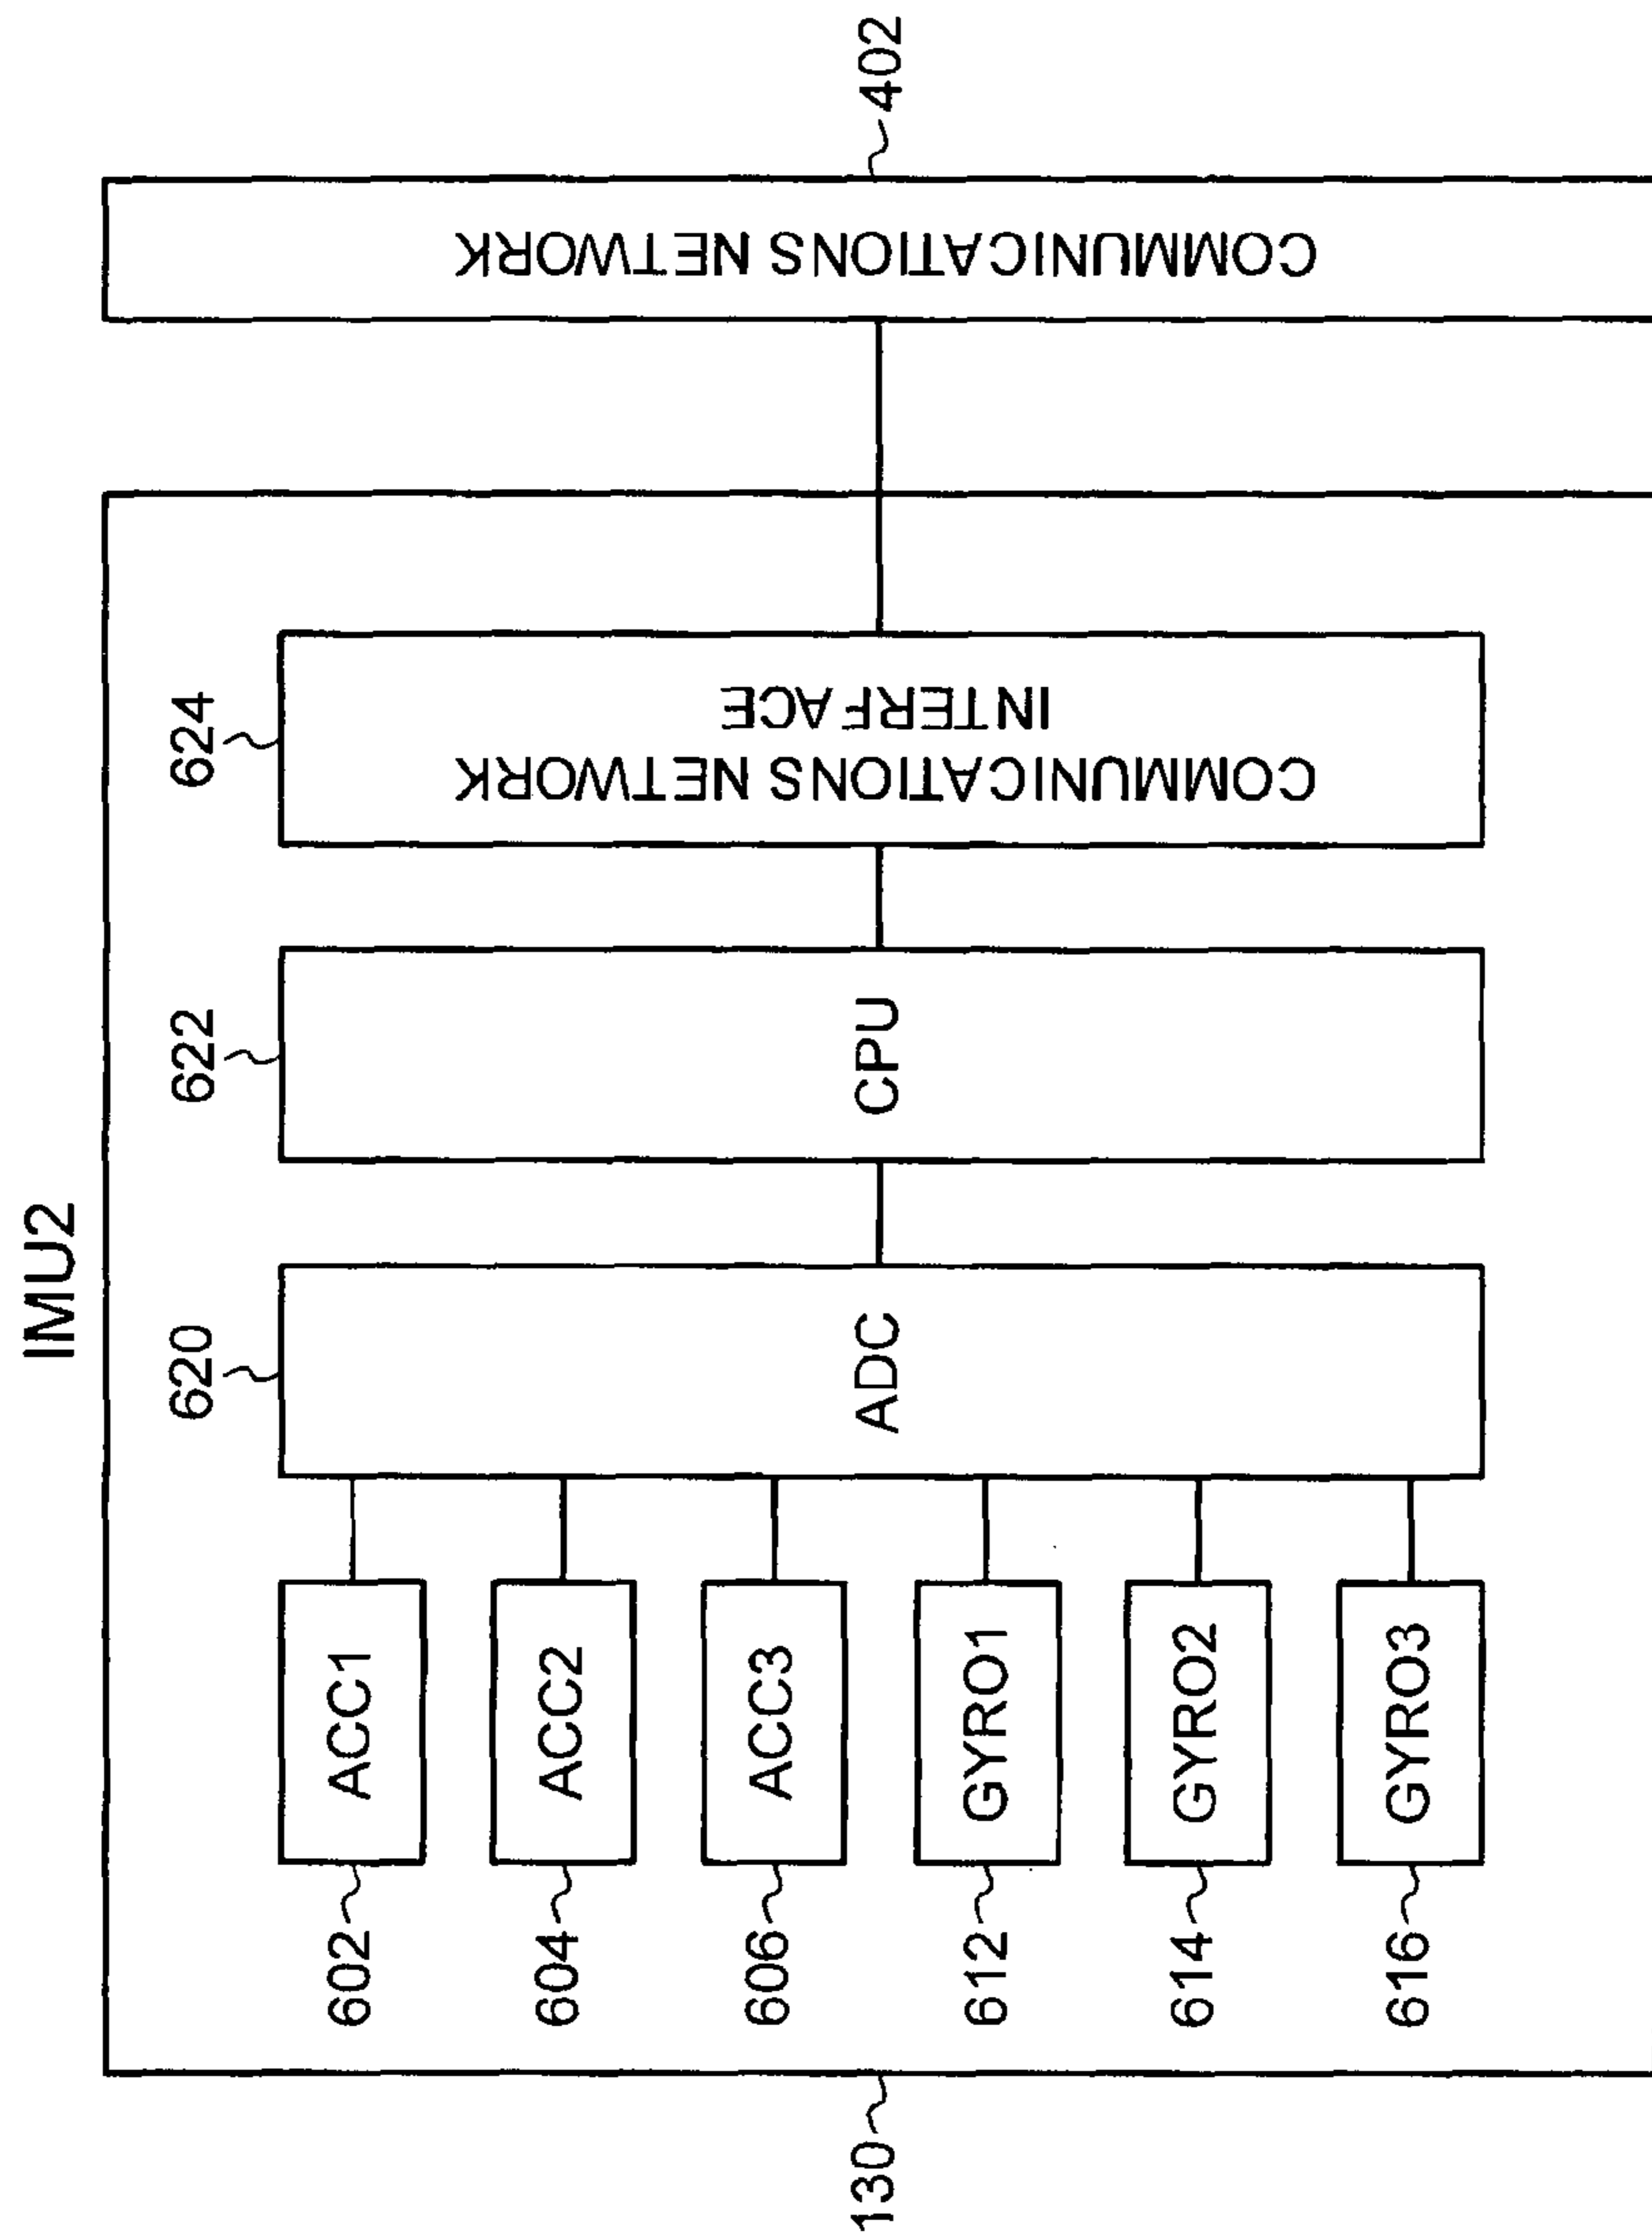 IMU2
130
602
ACC1
604
ACC2
606
ACC3
612
GYRO1
614
GYRO2
616
GYRO3
620
ADC
622
CPU
624
COMMUNICATIONS NETWORK
INTERFACE
COMMUNICATIONS NETWORK
402